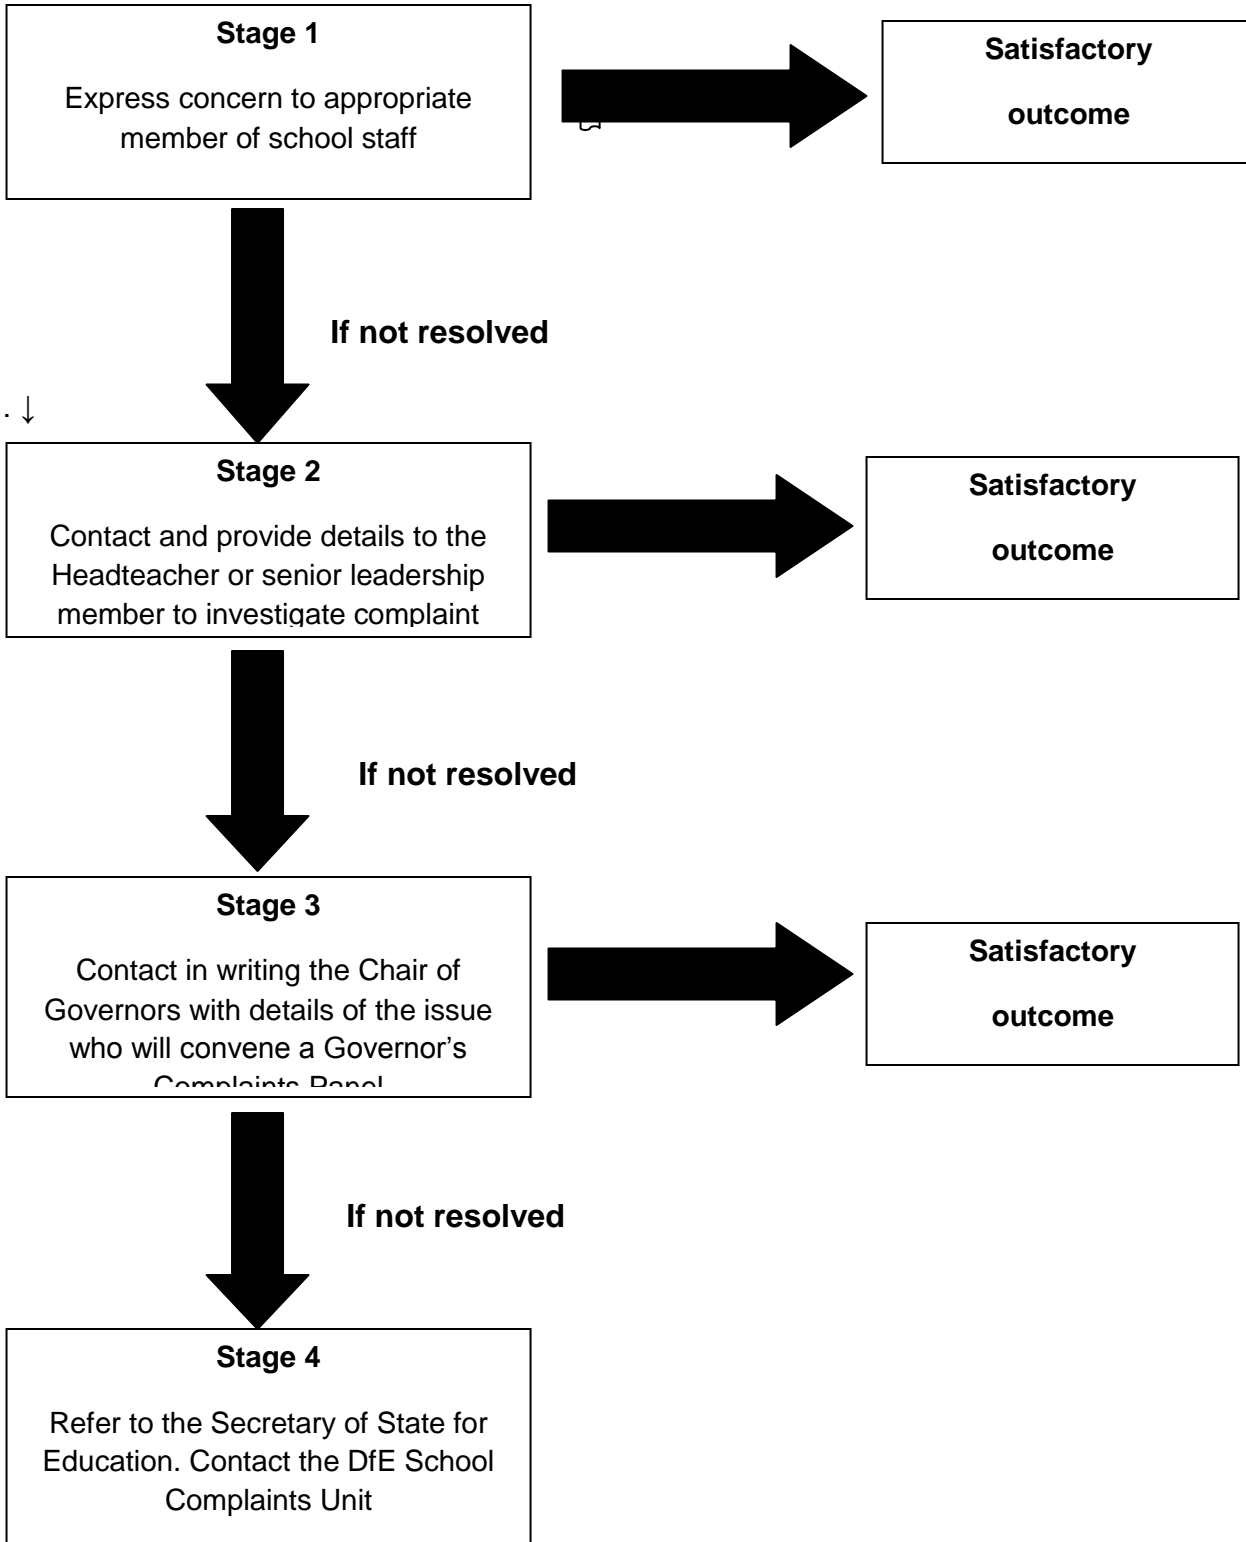 Stage 1
Express concern to appropriate
member of school staff
Satisfactory
outcome
If not resolved
. ↓
Stage 2
Contact and provide details to the
Headteacher or senior leadership
member to investigate complaint
Satisfactory
outcome
If not resolved
Stage 3
Contact in writing the Chair of
Governors with details of the issue
who will convene a Governor’s
Complaints Panel
Satisfactory
outcome
If not resolved
Stage 4
Refer to the Secretary of State for
Education. Contact the DfE School
Complaints Unit